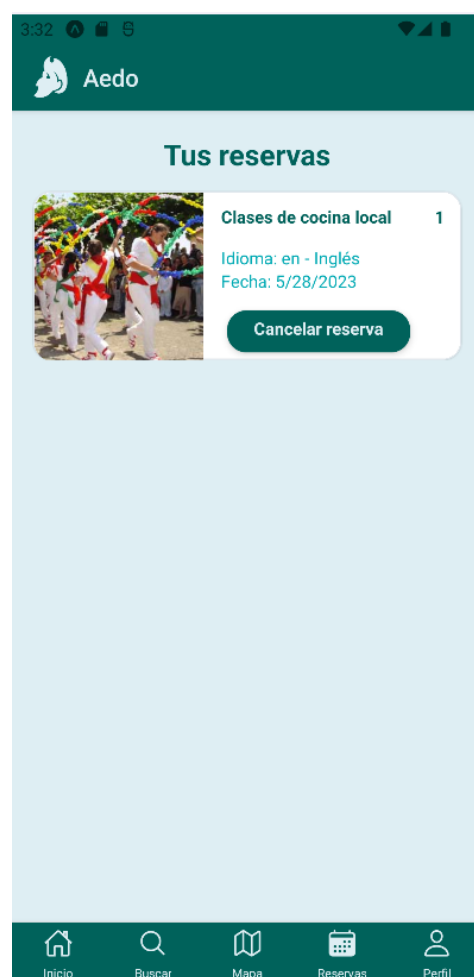 3:32
Aedo
Tus reservas
Clases de cocina local 1
Idioma: en - Inglés
Fecha: 5/28/2023
Cancelar reserva
Inicio Buscar Mapa Reservas Perfil